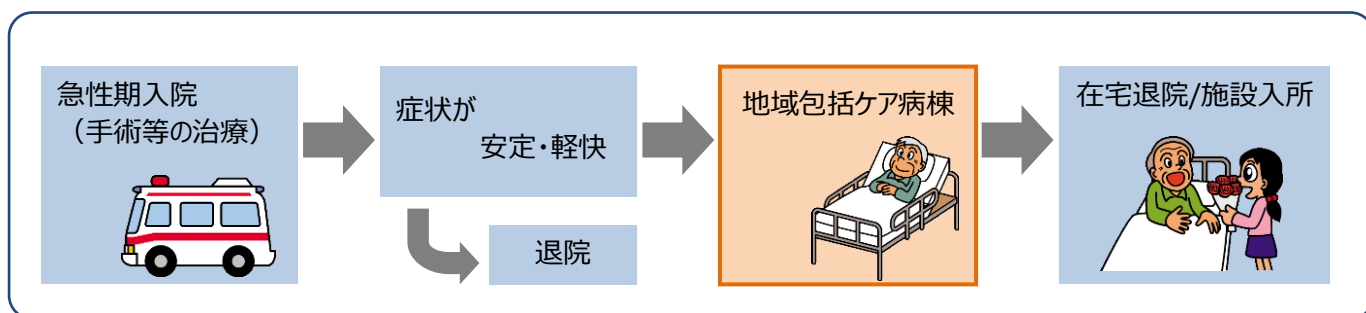 急性期入院
（手術等の治療）
症状が
安定・軽快
退院
地域包括ケア病棟
在宅退院/施設入所